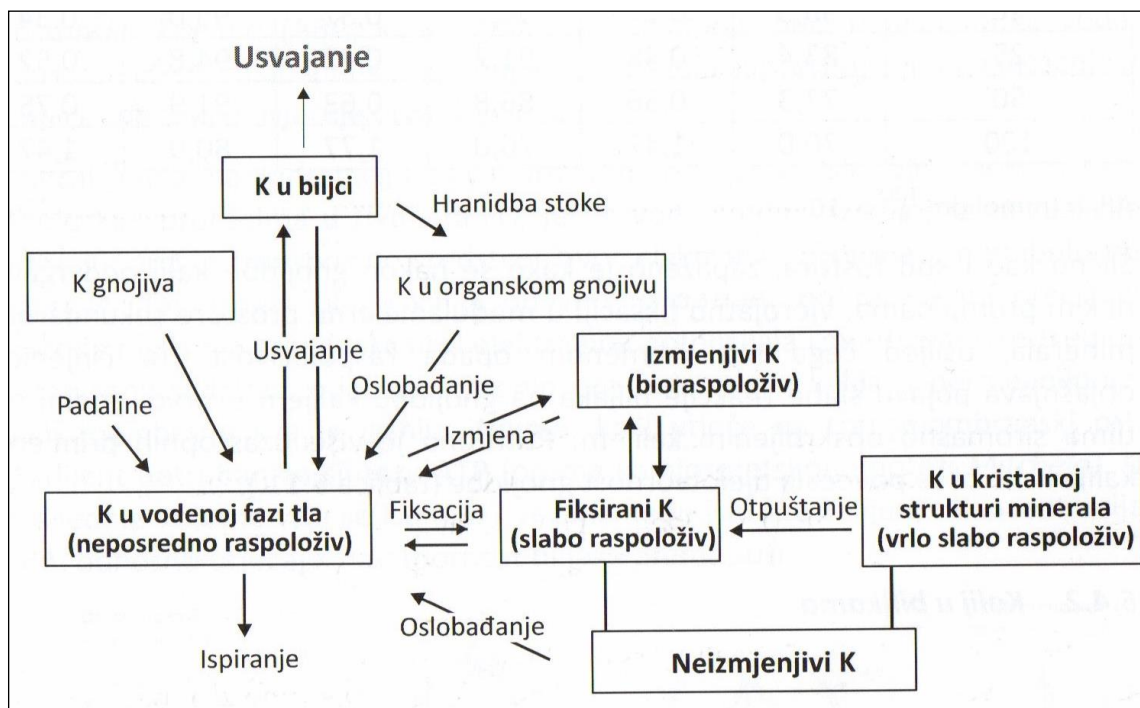 Usvajanje
K u biljci
Hranidba stoke
K gnojiva
K u organskom gnojivu
Usvajanje
Izmjenjivi K
(bioraspoloživ)
Oslobađanje
Padaline
Izmjena
K u vodenoj fazi tla
(neposredno raspoloživ)
Fiksacija
Fiksirani K
(slabo raspoloživ)
Otpuštanje
K u kristalnoj
strukturi minerala
(vrlo slabo raspoloživ)
Oslobađanje
Ispiranje
Neizmjenjivi K